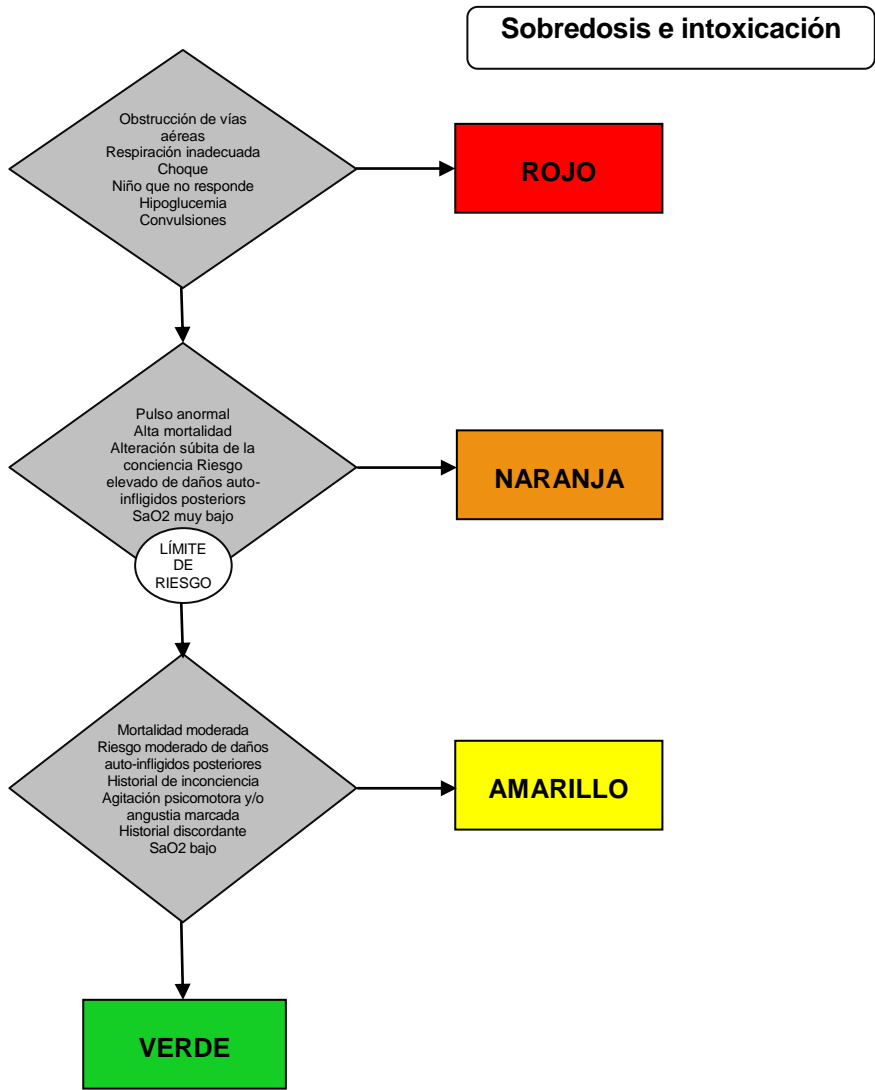 Sobredosis e intoxicación
Obstrucción de vías
aéreas
Respiración inadecuada
Choque
Niño que no responde
Hipoglucemia
Convulsiones
ROJO
Pulso anormal
Alta mortalidad
Alteración súbita de la
conciencia Riesgo
elevado de daños auto-
infligidos posteriors
SaO2 muy bajo
NARANJA
LÍMITE
DE
RIESGO
Mortalidad moderada
Riesgo moderado de daños
auto-infligidos posteriores
Historial de inconciencia
Agitación psicomotora y/o
angustia marcada
Historial discordante
SaO2 bajo
AMARILLO
VERDE